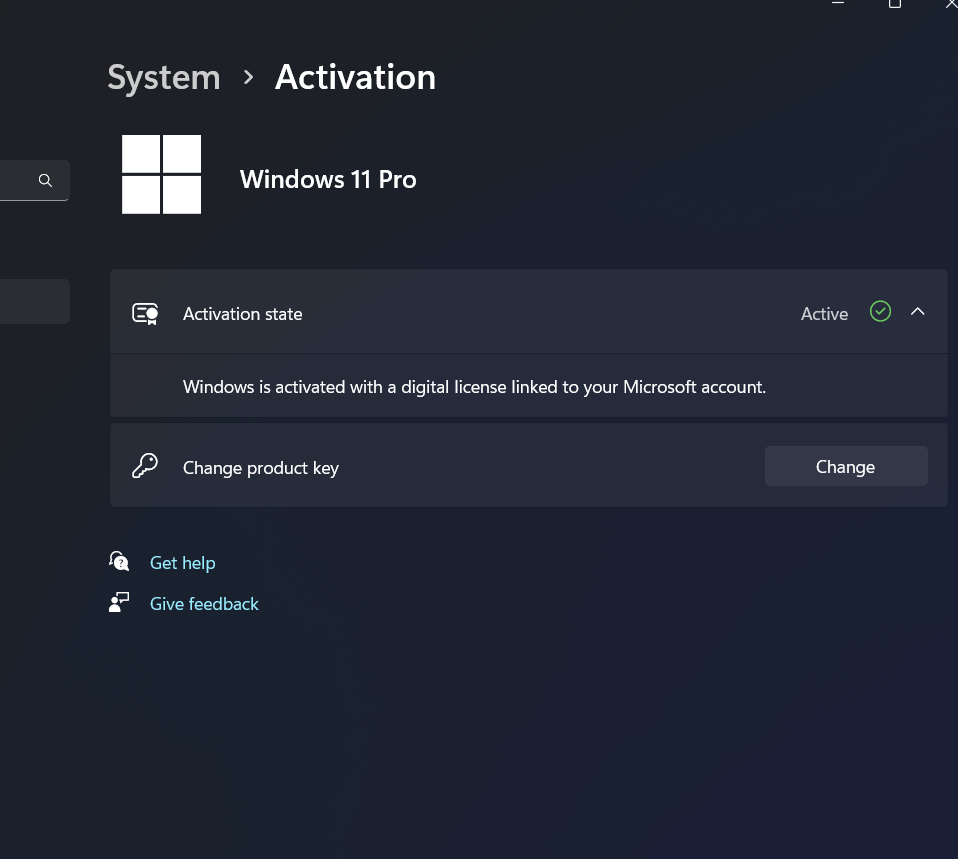 System > Activation
Windows 11 Pro
Activation state
Active
Windows is activated with a digital license linked to your Microsoft account.
Change product key
Change
Get help
Give feedback